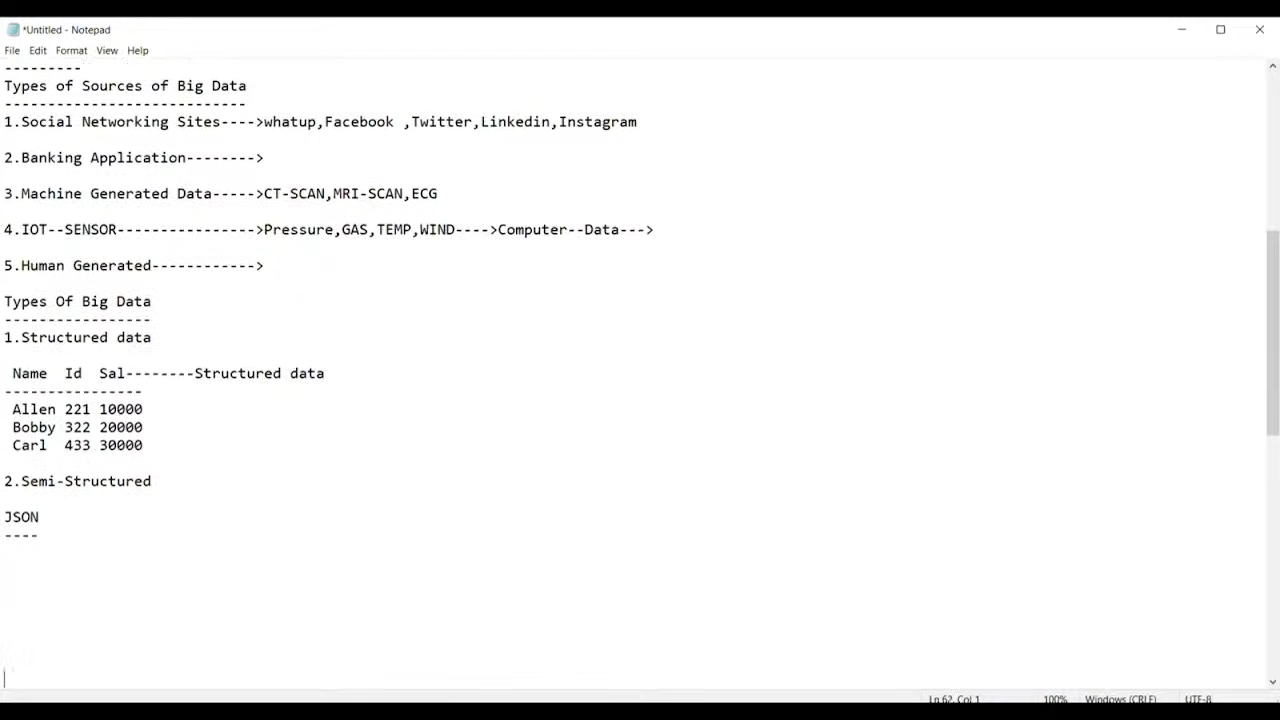 *Untitled - Notepad
File Edit Format View Help
---------
Types of Sources of Big Data
----------------------------
1.Social Networking Sites---->whatup,Facebook ,Twitter,Linkedin,Instagram
2.Banking Application-------->
3.Machine Generated Data----->CT-SCAN,MRI-SCAN,ECG
4.IOT--SENSOR---------------->Pressure,GAS,TEMP,WIND---->Computer--Data--->
5.Human Generated------------>
Types Of Big Data
-----------------
1.Structured data
Name Id Sal--------Structured data
----------------
Allen 221 10000
Bobby 322 20000
Carl 433 30000
2.Semi-Structured
JSON
----
Ln 62, Col 1 100% Windows (CRLF) UTF-8